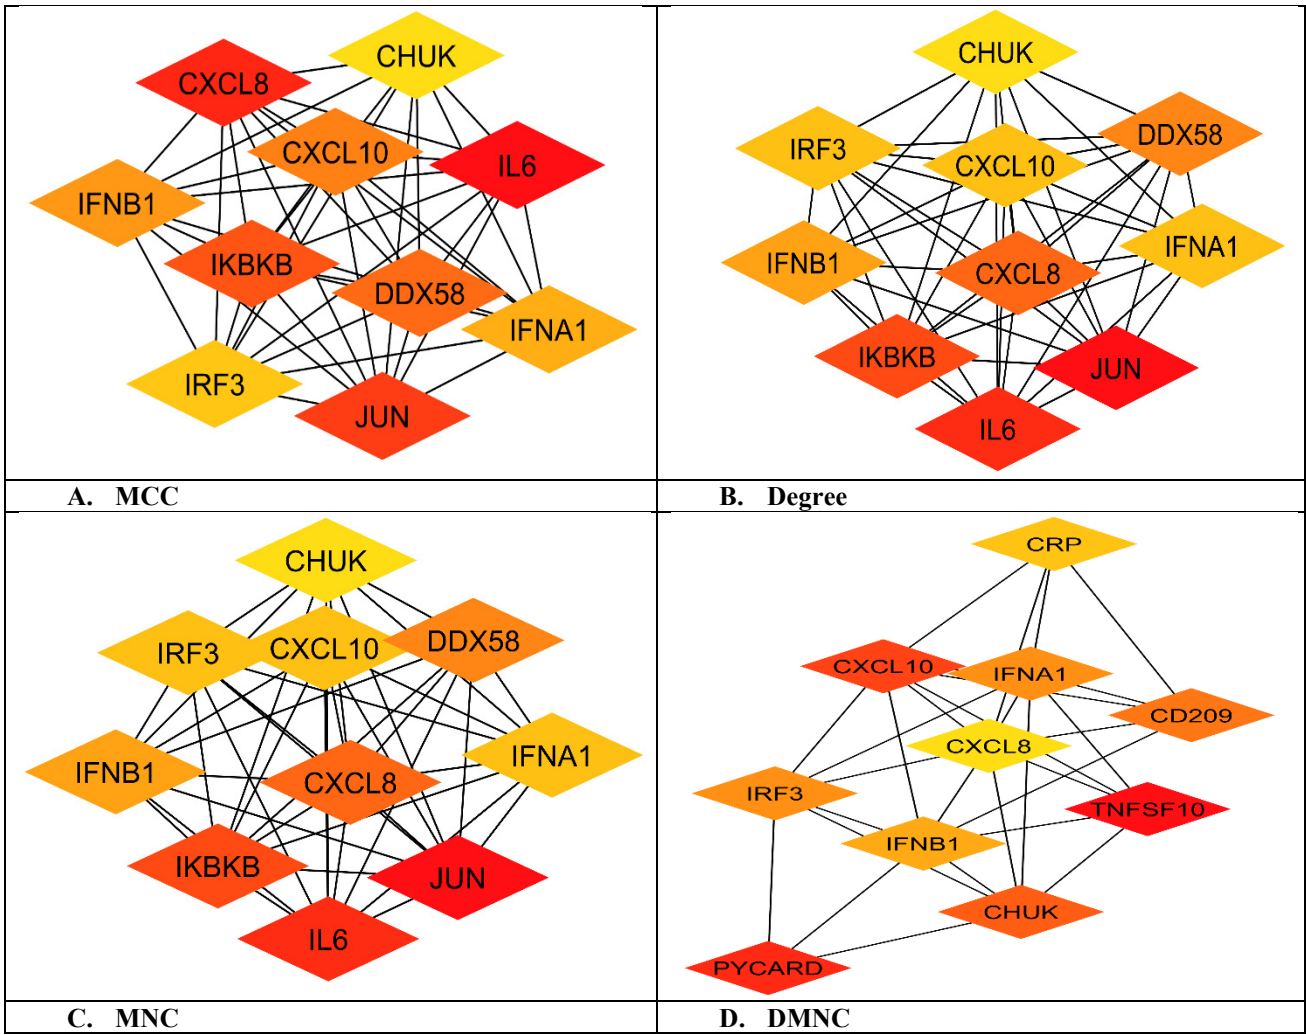 CHUK
CXCL8
CXCL10
IL6
IFNB1
IKBKB
DDX58
IFNA1
IRF3
JUN
A. MCC
CHUK
DDX58
IRF3
CXCL10
IFNA1
IFNB1
CXCL8
IKBKB
JUN
IL6
B. Degree
CHUK
IRF3
CXCL10
DDX58
IFNA1
IFNB1
CXCL8
IKBKB
JUN
IL6
C. MNC
CRP
CXCL10
IFNA1
CD209
CXCL8
IRF3
TNFSF10
IFNB1
CHUK
PYCARD
D. DMNC